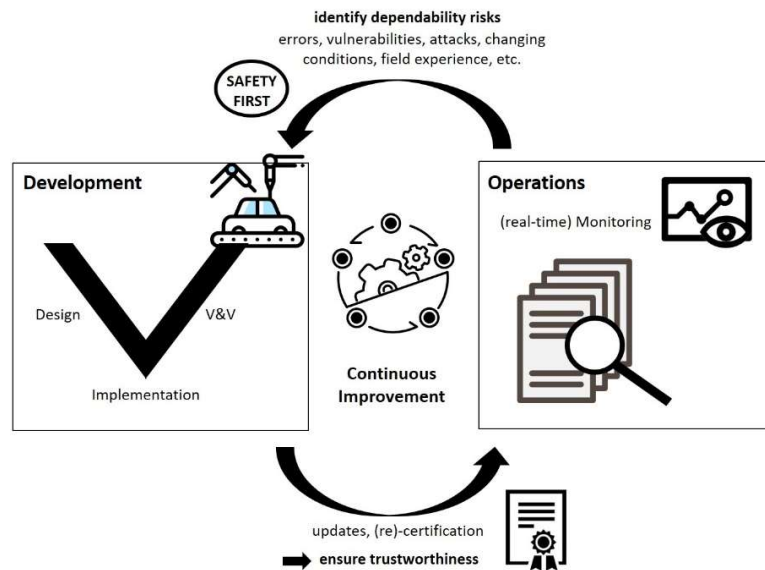 identify dependability risks
errors, vulnerabilities, attacks, changing
conditions, field experience, etc.
SAFETY
FIRST
Development
Design
V&V
Implementation
Continuous
Improvement
Operations
(real-time) Monitoring
updates, (re)-certification
ensure trustworthiness